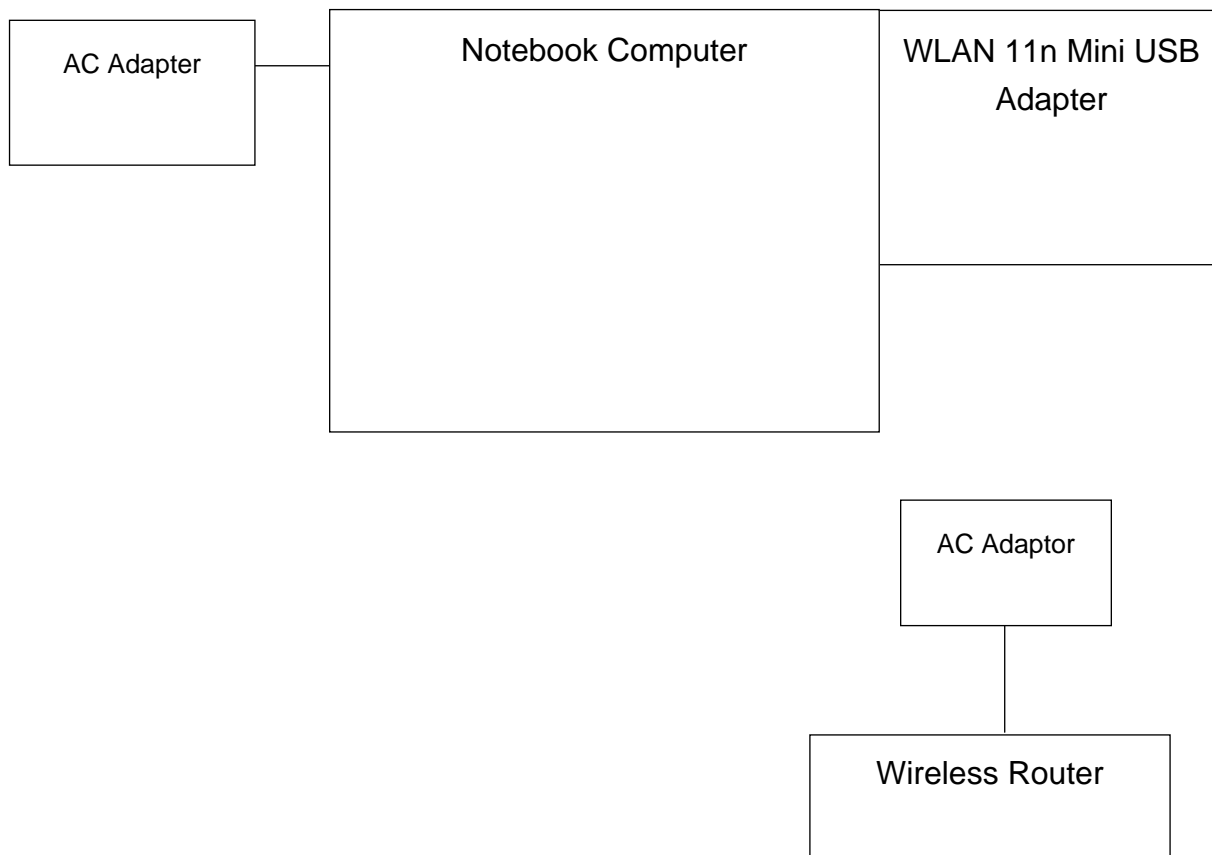 AC Adapter
Notebook Computer
WLAN 11n Mini USB
Adapter
AC Adaptor
Wireless Router